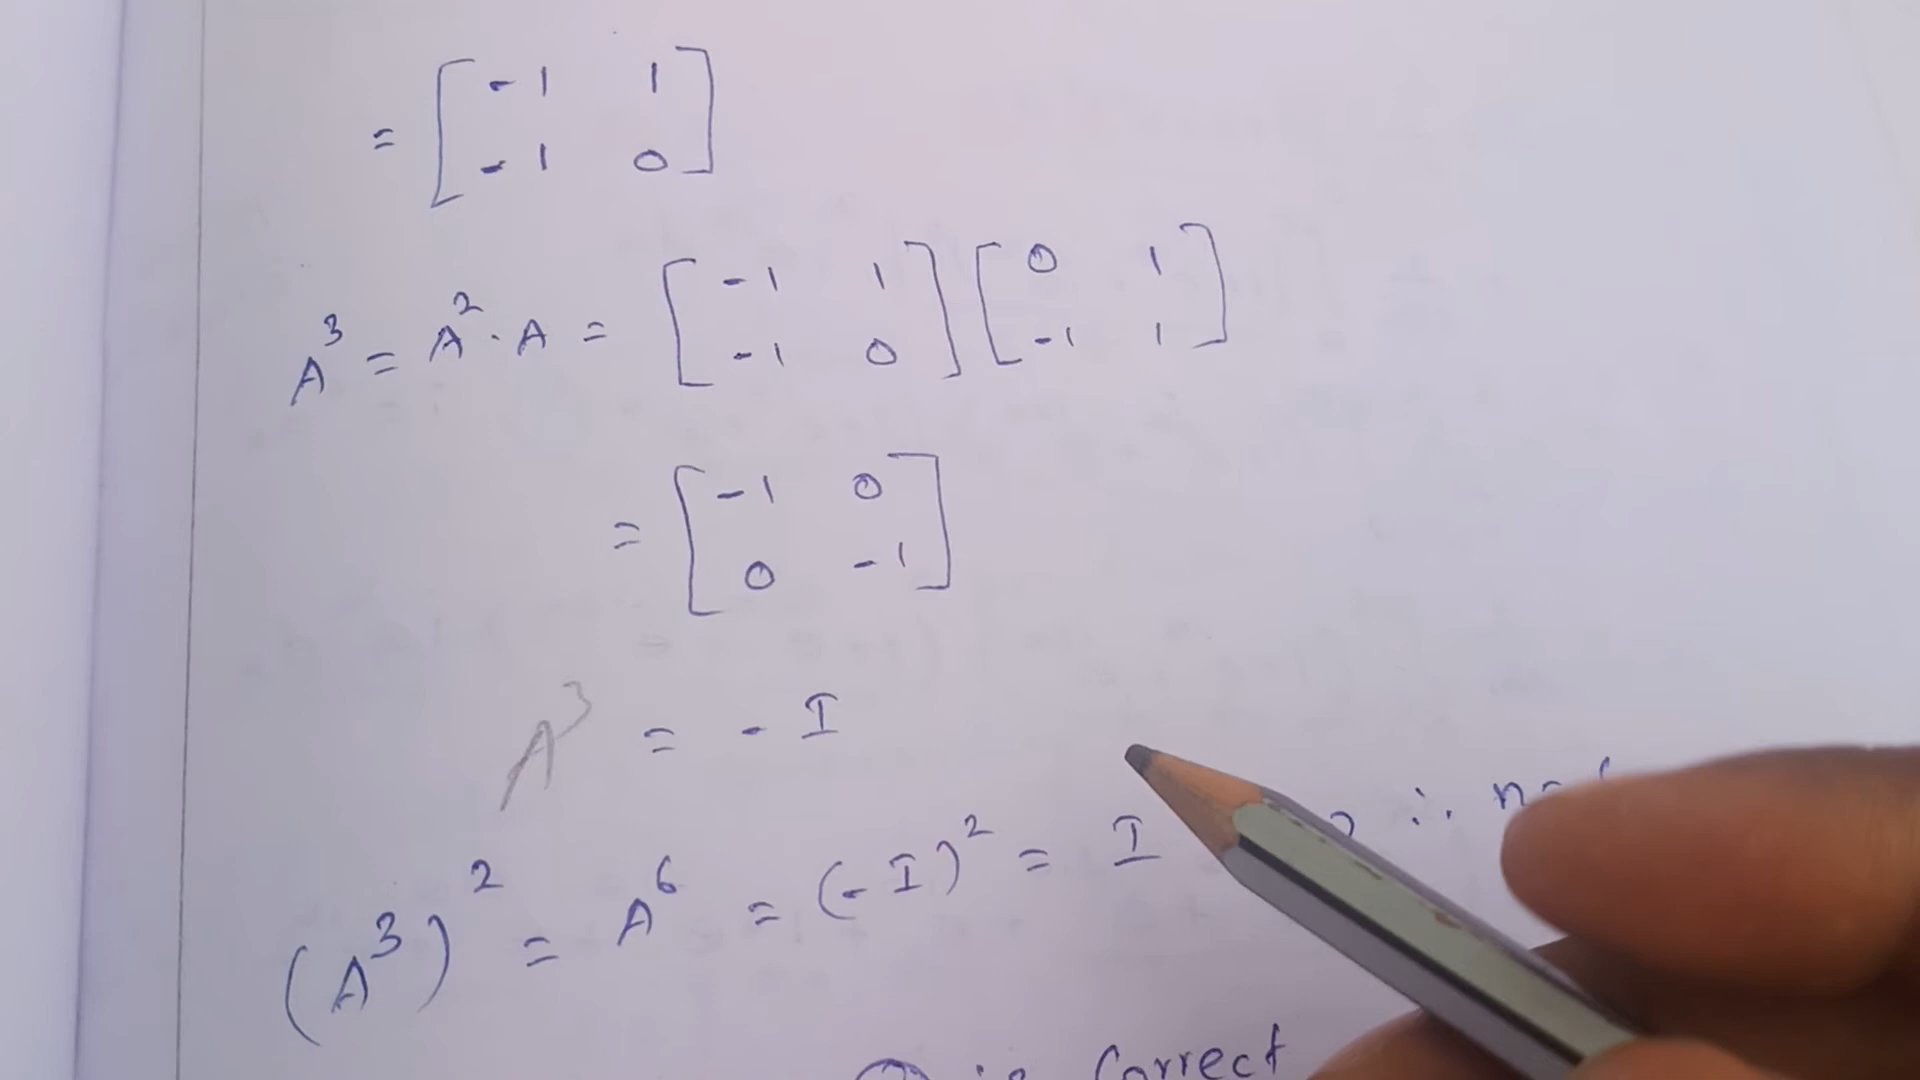 = [ -1 1
-1 0 ]
A³ = A² · A = [ -1 1 ] [ 0 1 ]
[ -1 0 ] [ -1 1 ]
= [ -1 0
0 -1 ]
A³ = - I
(A³)² = A⁶ = (- I)² = I ∴
is Correct